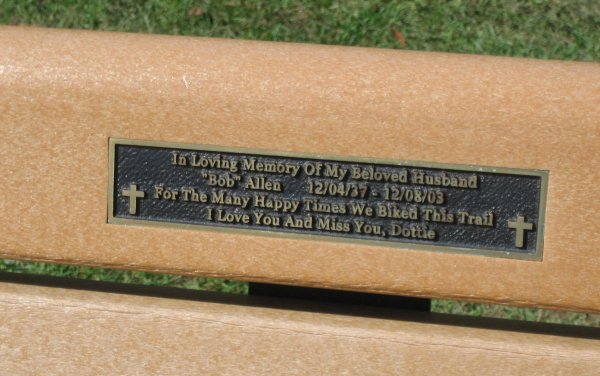 In Loving Memory Of My Beloved Husband
"Bob" Allen 12/04/37 - 12/08/03
For The Many Happy Times We Biked This Trail
I Love You And Miss You, Dottie